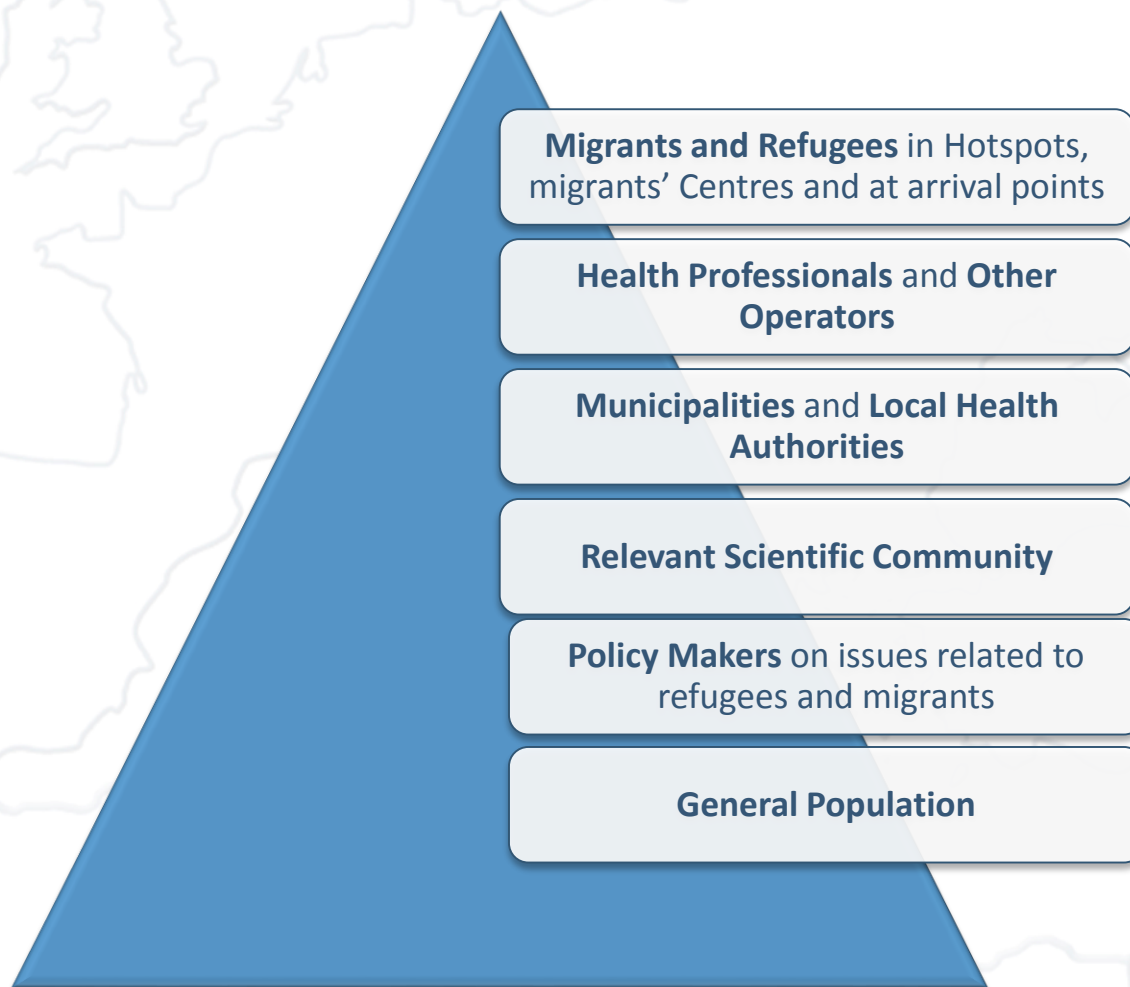 Migrants and Refugees in Hotspots,
migrants’ Centres and at arrival points
Health Professionals and Other
Operators
Municipalities and Local Health
Authorities
Relevant Scientific Community
Policy Makers on issues related to
refugees and migrants
General Population